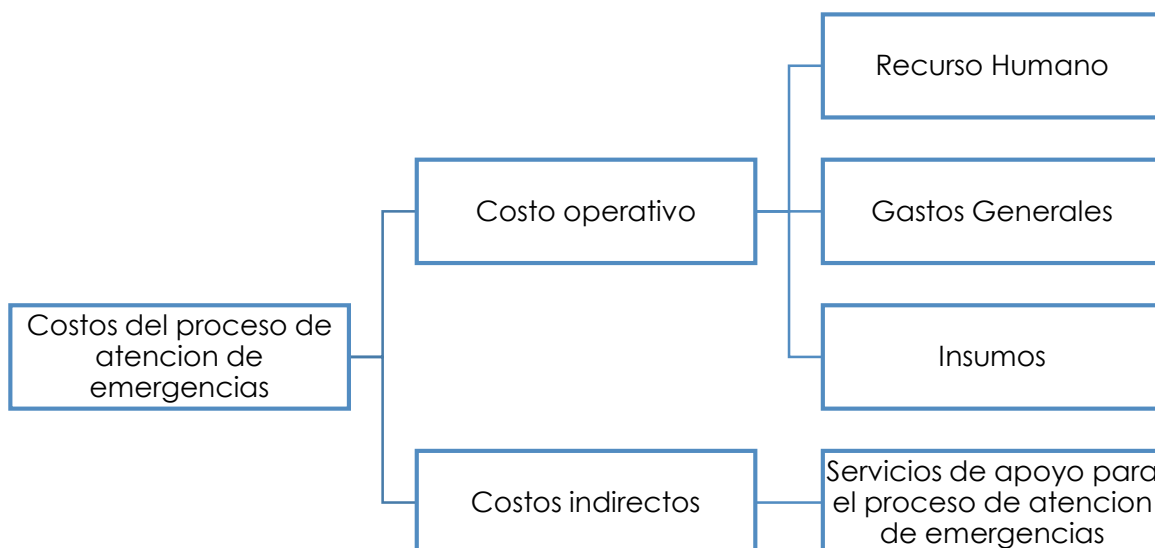 Recurso Humano
Costo operativo
Gastos Generales
Costos del proceso de
atencion de
emergencias
Insumos
Costos indirectos
Servicios de apoyo para
el proceso de atencion
de emergencias